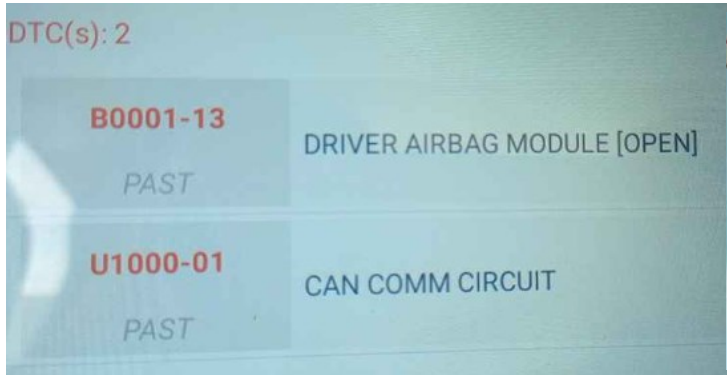 DTC(s): 2
B0001-13
DRIVER AIRBAG MODULE [OPEN]
PAST
U1000-01
CAN COMM CIRCUIT
PAST